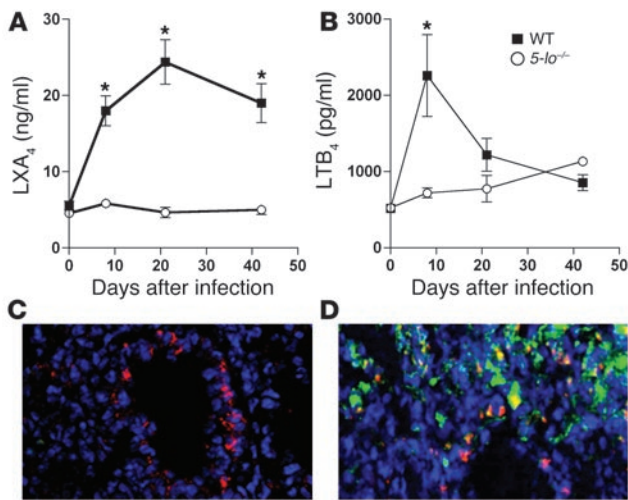 A
30
20
10
0
LXA4 (ng/ml)
*
*
*
0 10 20 30 40 50
Days after infection
B
3000
2000
1000
0
LTB4
(pg/ml)
*
WT
5-lo-/-
0 10 20 30 40 50
Days after infection
C
D